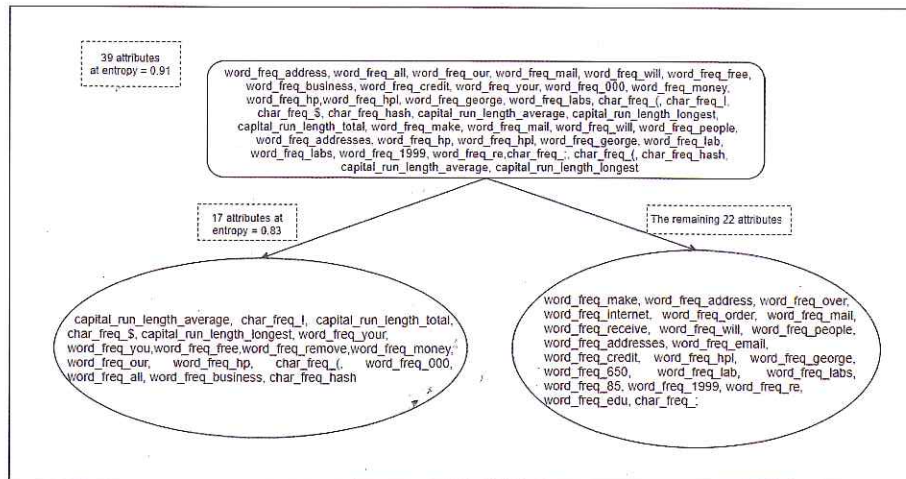 39 attributes
at entropy = 0.91
word_freq_address, word_freq_all, word_freq_our, word_freq_mail, word_freq_will, word_freq_free,
word_freq_business, word_freq_credit, word_freq_your, word_freq_000, word_freq_money,
word_freq_hp,word_freq_hpl, word_freq_george, word_freq_labs, char_freq_(, char_freq_!,
char_freq_$, char_freq_hash, capital_run_length_average, capital_run_length_longest,
capital_run_length_total, word_freq_make, word_freq_mail, word_freq_will, word_freq_people,
word_freq_addresses, word_freq_hp, word_freq_hpl, word_freq_george, word_freq_lab,
word_freq_labs, word_freq_1999, word_freq_re,char_freq_;, char_freq_(, char_freq_hash,
capital_run_length_average, capital_run_length_longest
17 attributes at
entropy = 0.83
The remaining 22 attributes
capital_run_length_average, char_freq_!, capital_run_length_total,
char_freq_$, capital_run_length_longest, word_freq_your,
word_freq_you,word_freq_free,word_freq_remove,word_freq_money,
word_freq_our, word_freq_hp, char_freq_(, word_freq_000,
word_freq_all, word_freq_business, char_freq_hash
word_freq_make, word_freq_address, word_freq_over,
word_freq_internet, word_freq_order, word_freq_mail,
word_freq_receive, word_freq_will, word_freq_people,
word_freq_addresses, word_freq_email,
word_freq_credit, word_freq_hpl, word_freq_george,
word_freq_650, word_freq_lab, word_freq_labs,
word_freq_85, word_freq_1999, word_freq_re,
word_freq_edu, char_freq_;